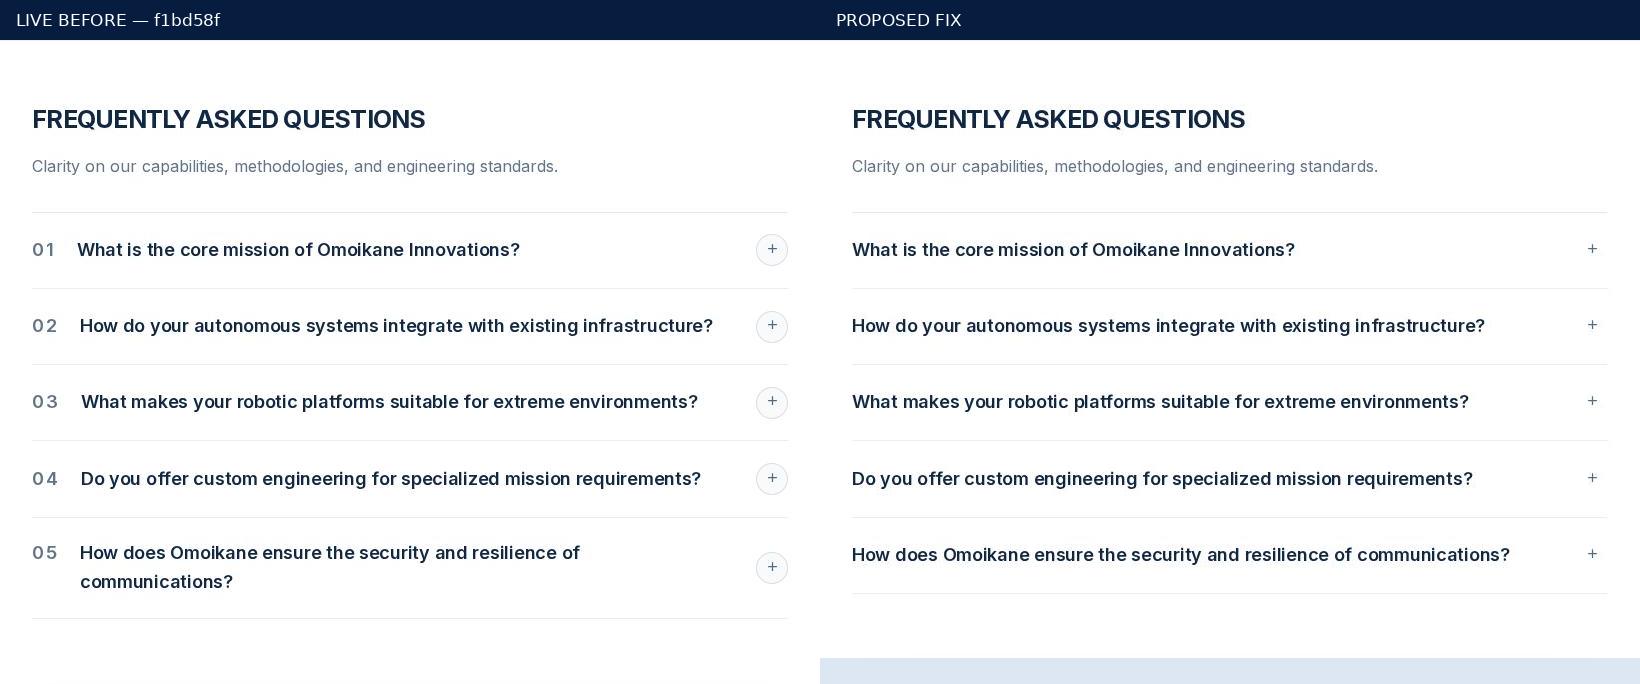 LIVE BEFORE — f1bd58f
FREQUENTLY ASKED QUESTIONS
Clarity on our capabilities, methodologies, and engineering standards.
01 What is the core mission of Omoikane Innovations? +
02 How do your autonomous systems integrate with existing infrastructure? +
03 What makes your robotic platforms suitable for extreme environments? +
04 Do you offer custom engineering for specialized mission requirements? +
05 How does Omoikane ensure the security and resilience of
communications? +
PROPOSED FIX
FREQUENTLY ASKED QUESTIONS
Clarity on our capabilities, methodologies, and engineering standards.
What is the core mission of Omoikane Innovations? +
How do your autonomous systems integrate with existing infrastructure? +
What makes your robotic platforms suitable for extreme environments? +
Do you offer custom engineering for specialized mission requirements? +
How does Omoikane ensure the security and resilience of communications? +